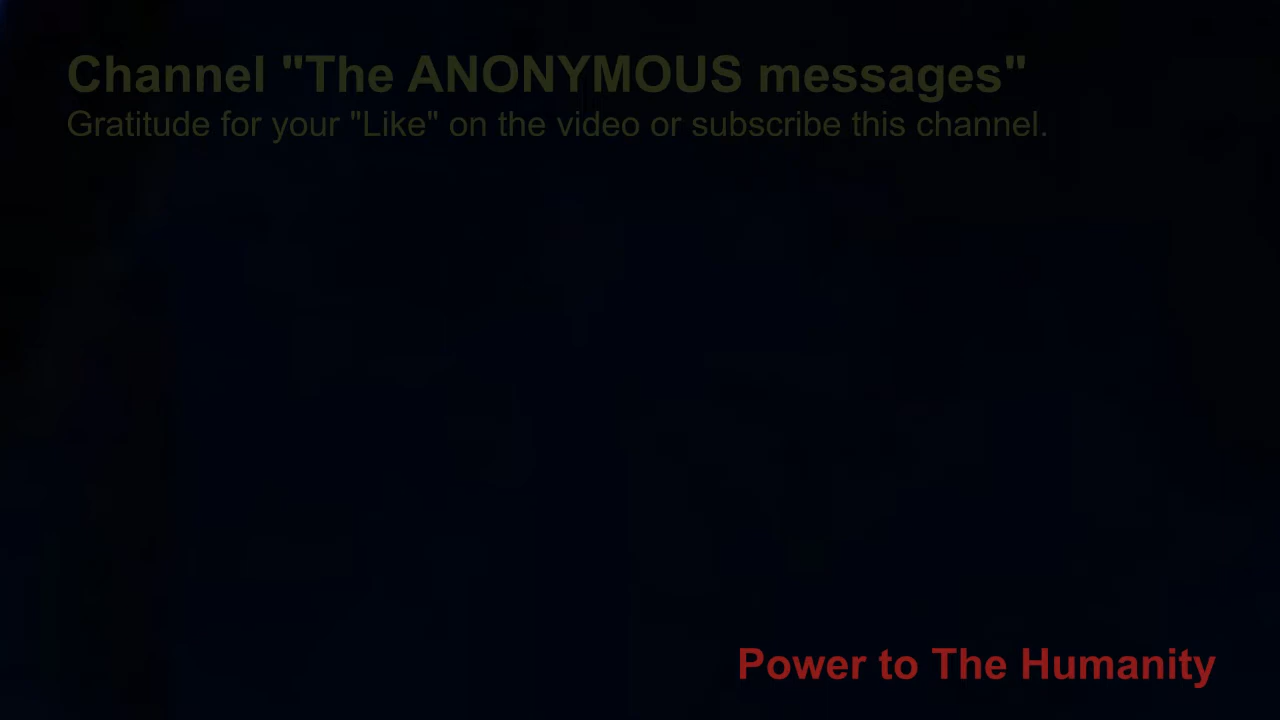 Channel "The ANONYMOUS messages"
Gratitude for your "Like" on the video or subscribe this channel.
Power to The Humanity